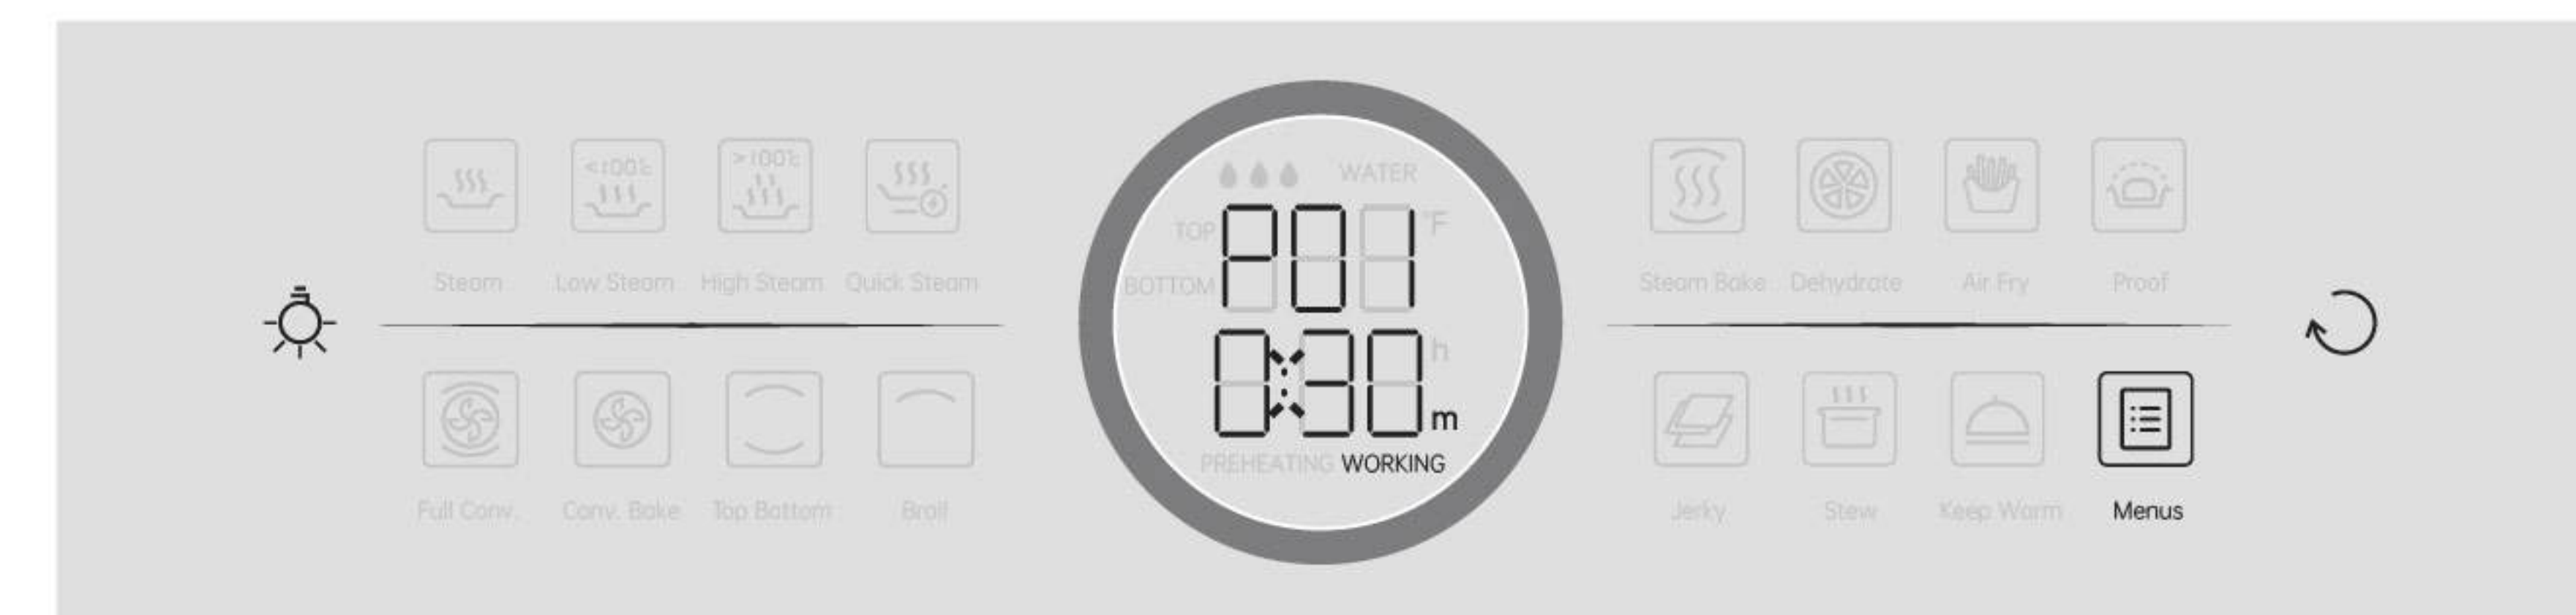 <100℃
>100℃
Steam
Low Steam
High Steam
Quick Steam
Full Conv.
Conv. Bake
Top Bottom
Broil
WATER
TOP
P01
°F
BOTTOM
0:30
h
m
PREHEATING WORKING
Steam Bake
Dehydrate
Air Fry
Proof
Jerky
Stew
Keep Warm
Menus